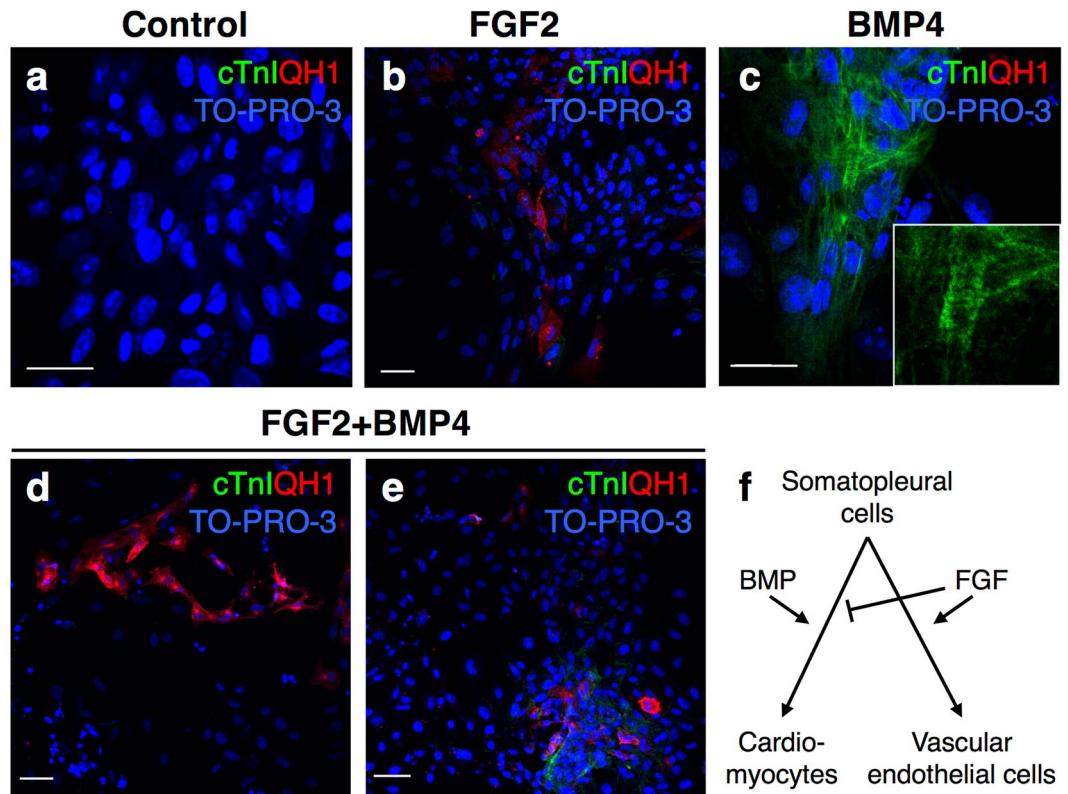 Control
FGF2
BMP4
a
cTnIQH1
TO-PRO-3
b
cTnIQH1
TO-PRO-3
c
cTnIQH1
TO-PRO-3
FGF2+BMP4
d
cTnIQH1
TO-PRO-3
e
cTnIQH1
TO-PRO-3
f
Somatopleural
cells
BMP
FGF
Cardio-
myocytes
Vascular
endothelial cells